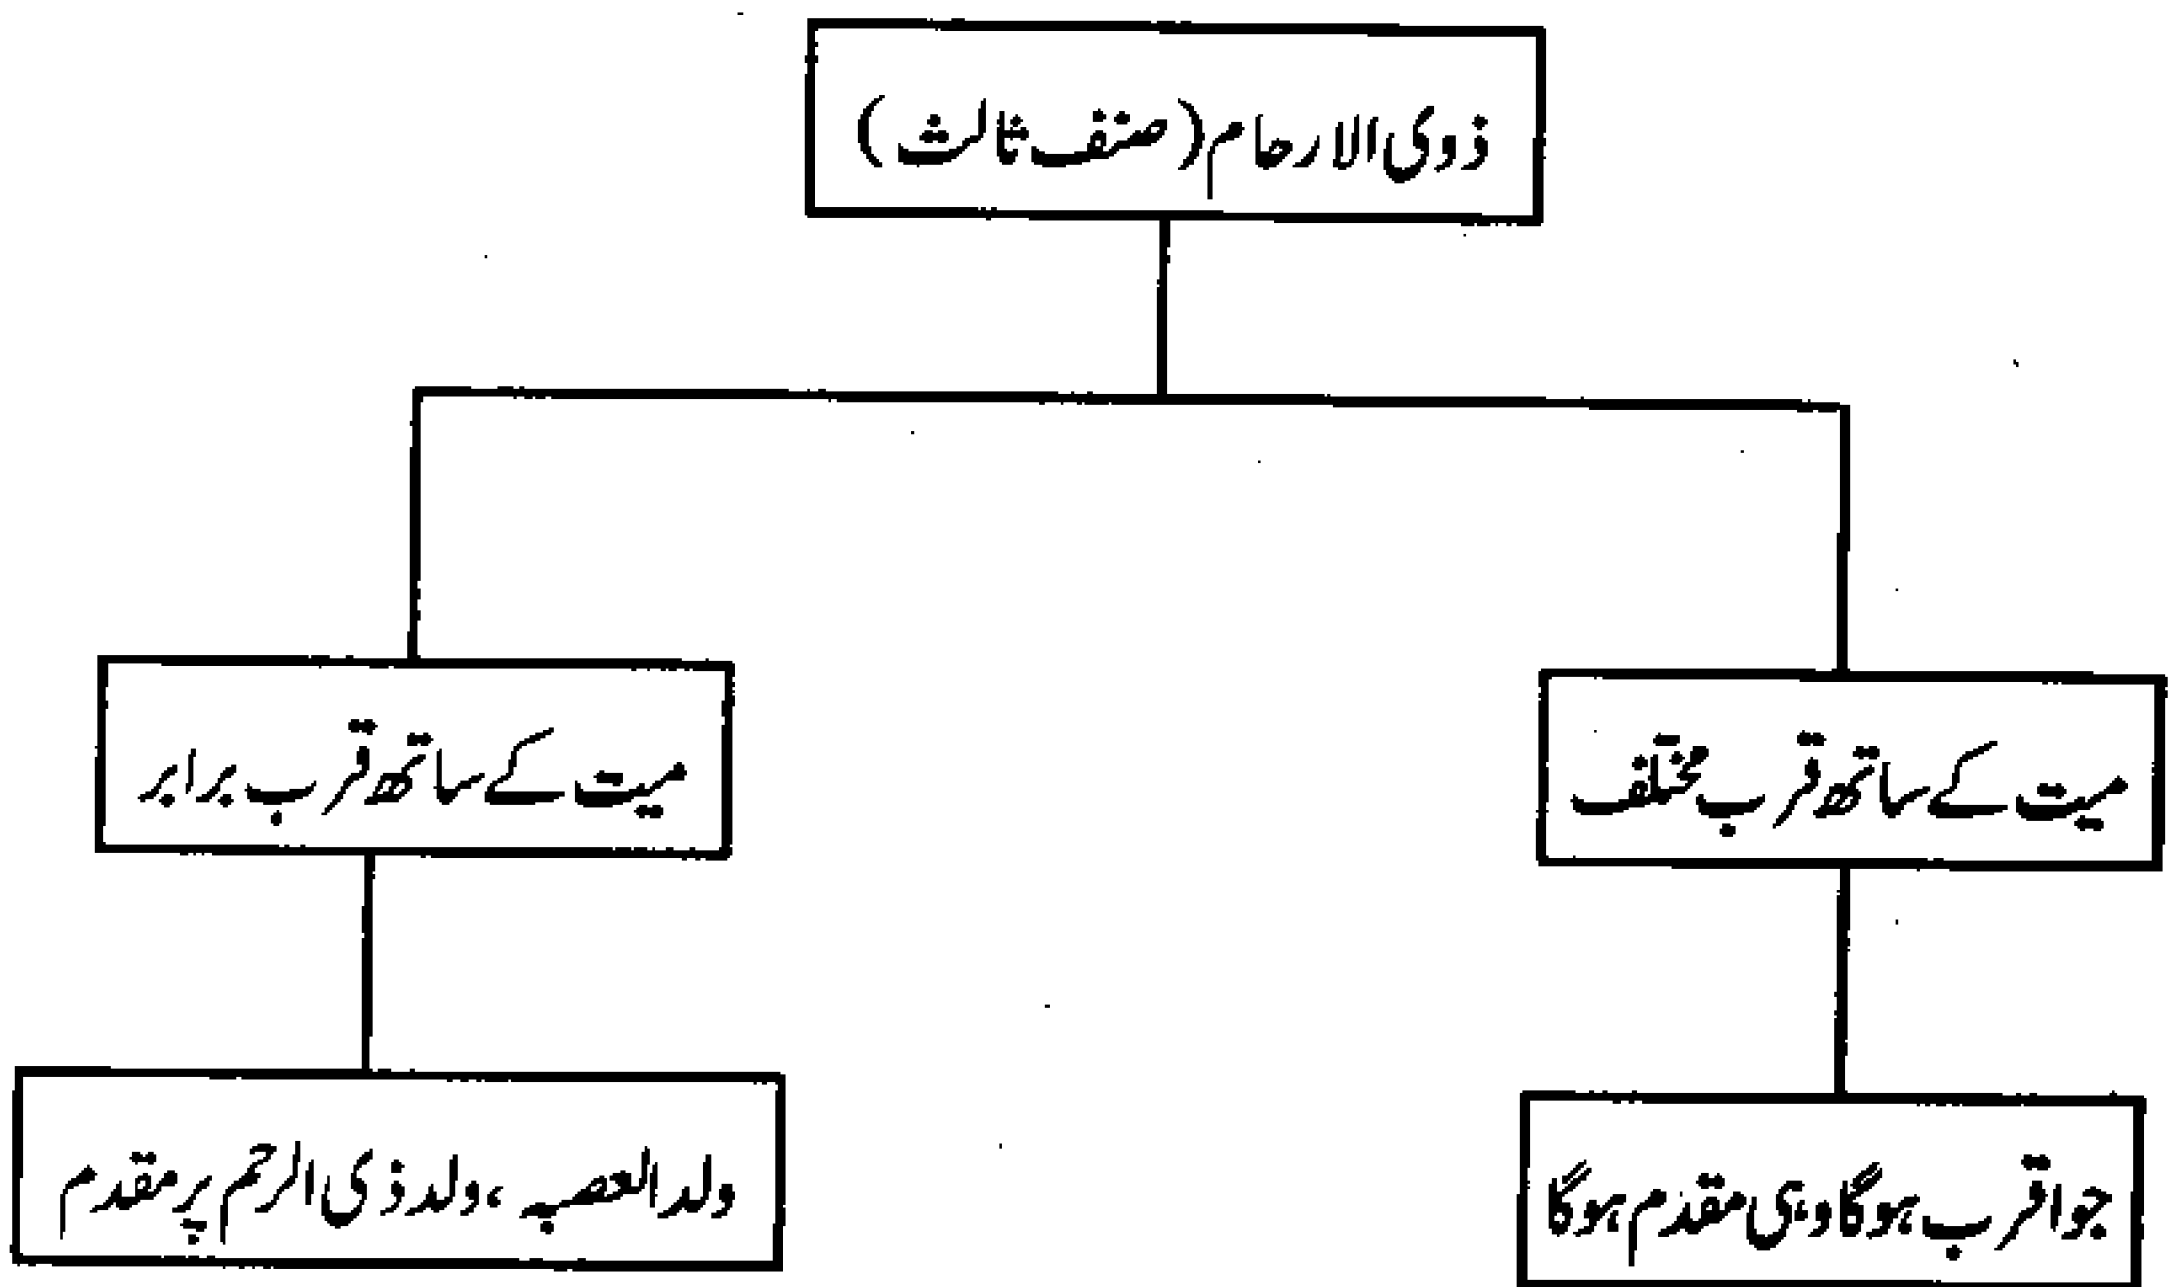 ذوی الارحام (صنف ثالث)
میت کے ساتھ قرب مختلف
میت کے ساتھ قرب برابر
جو اقرب ہوگا وہی مقدم ہوگا
ولد العصبہ، ولد ذی الرحم پر مقدم